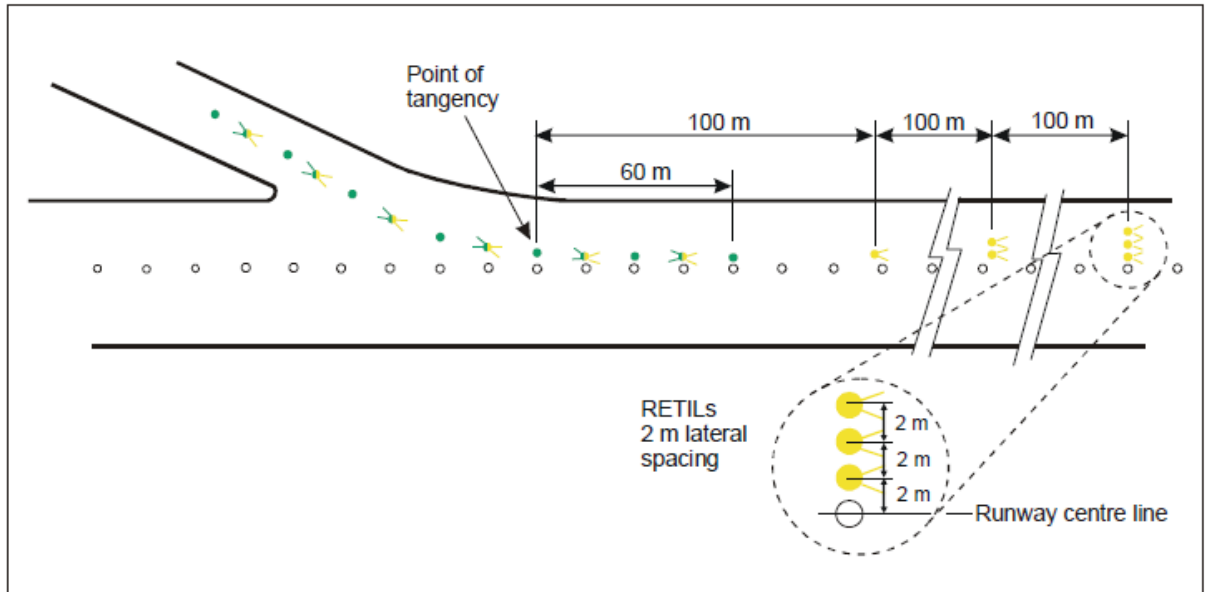 Point of
tangency
100 m
100 m
100 m
60 m
RETILs
2 m lateral
spacing
2 m
2 m
2 m
Runway centre line